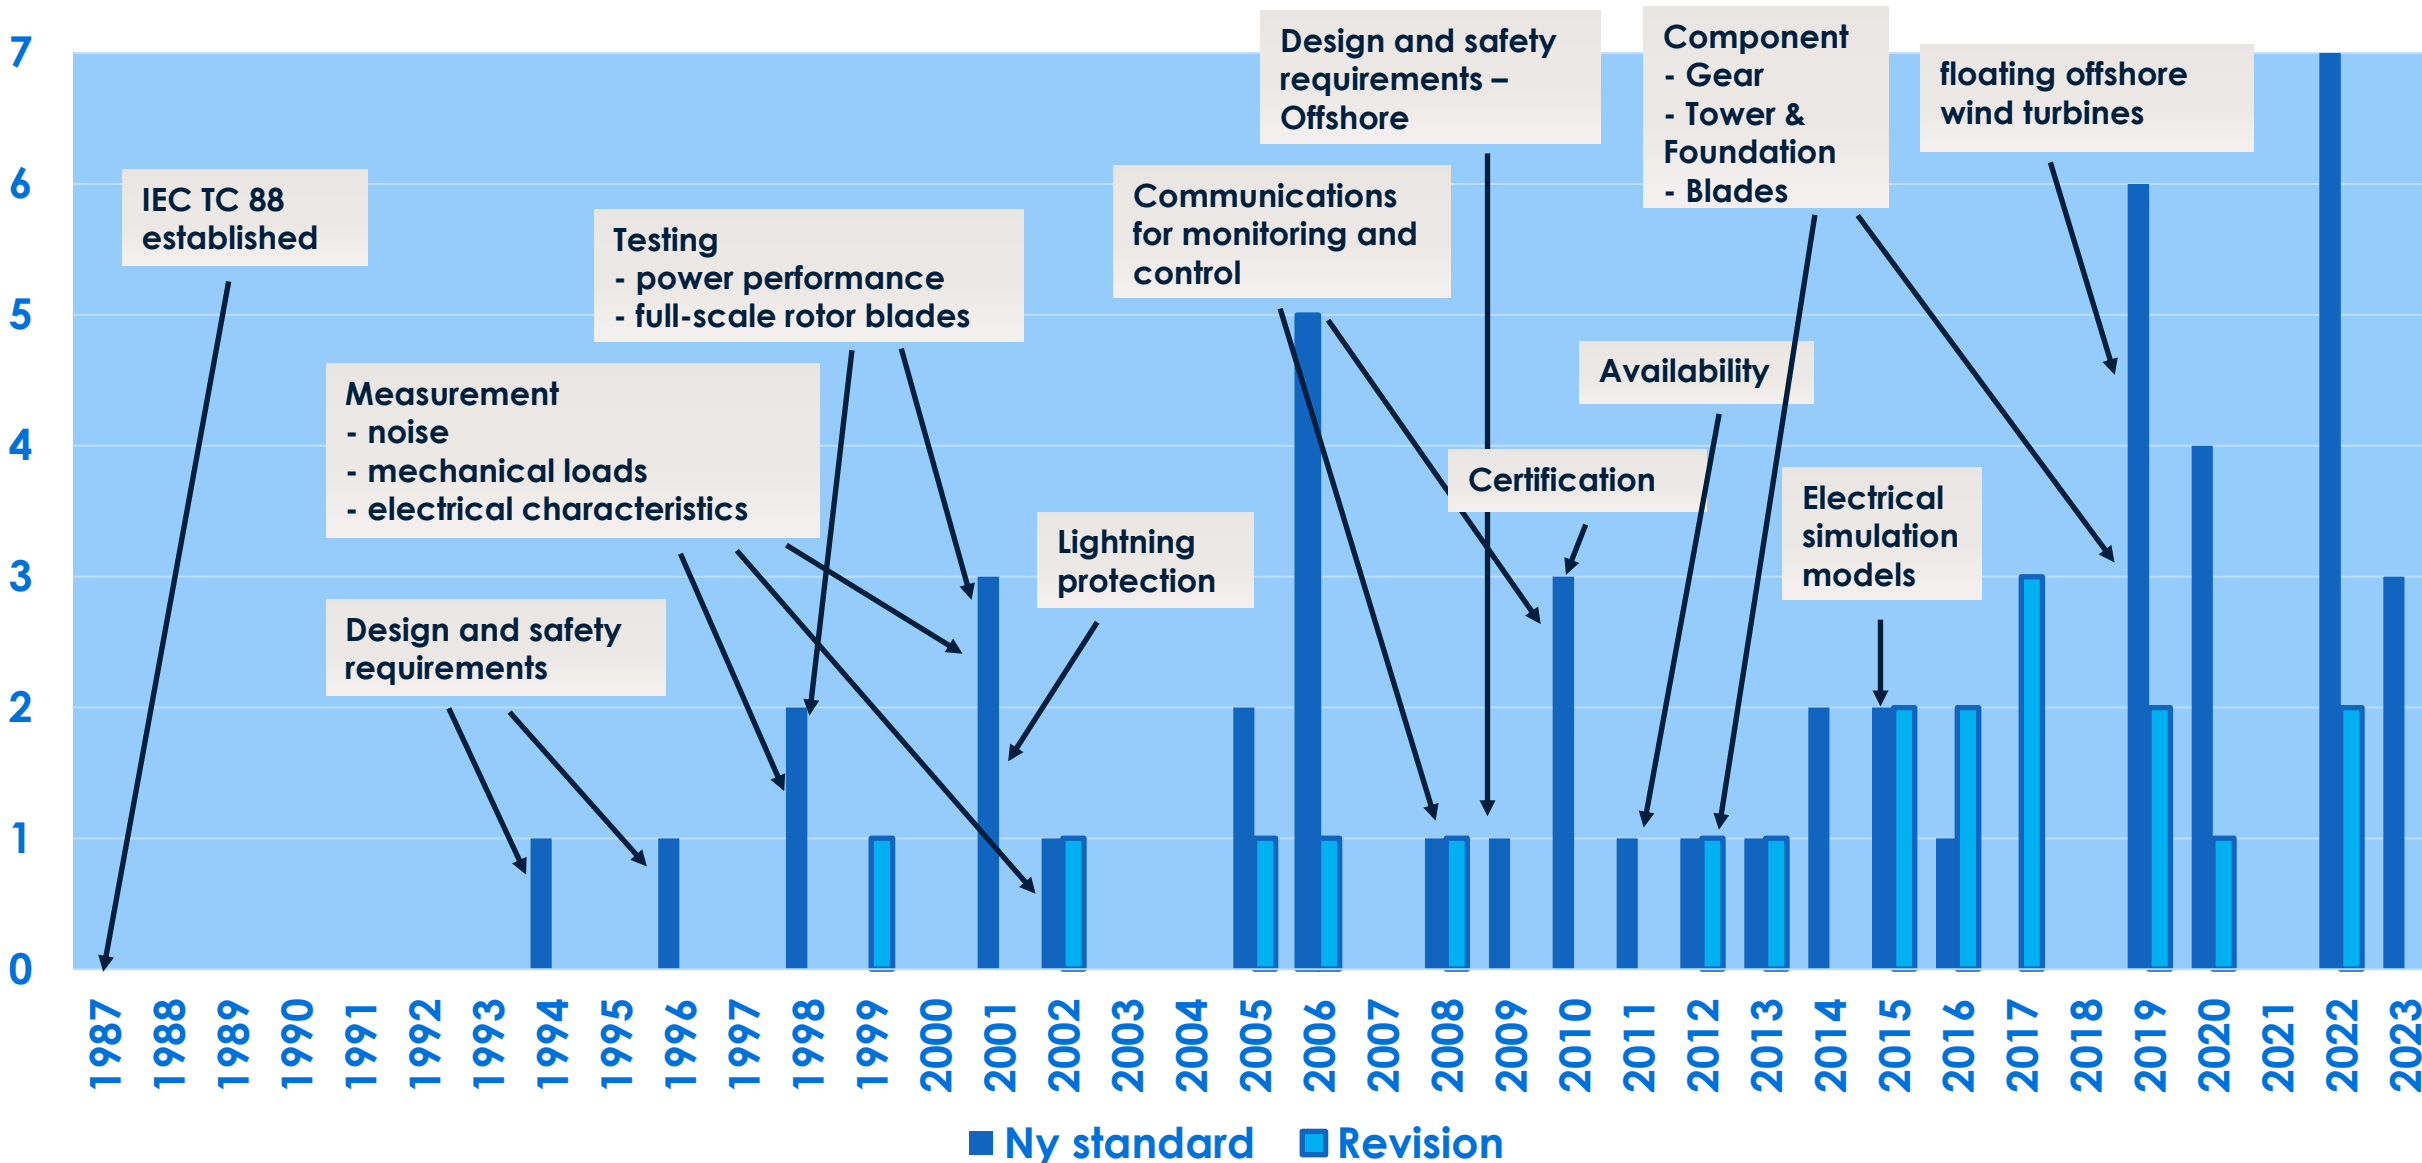 7
6
5
4
3
2
1
0
IEC TC 88
established
Measurement
- noise
- mechanical loads
- electrical characteristics
Design and safety
requirements
Testing
- power performance
- full-scale rotor blades
Lightning
protection
Communications
for monitoring and
control
Design and safety
requirements –
Offshore
Certification
Availability
Component
- Gear
- Tower &
Foundation
- Blades
Electrical
simulation
models
floating offshore
wind turbines
1987
1988
1989
1990
1991
1992
1993
1994
1995
1996
1997
1998
1999
2000
2001
2002
2003
2004
2005
2006
2007
2008
2009
2010
2011
2012
2013
2014
2015
2016
2017
2018
2019
2020
2021
2022
2023
Ny standard
Revision